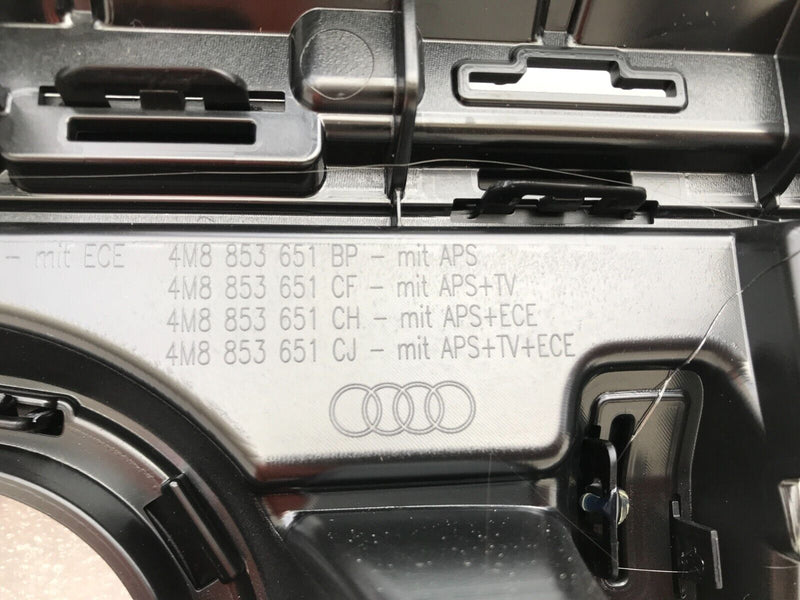 - mit ECE 4M8 853 651 BP - mit APS
4M8 853 651 CF - mit APS+TV
4M8 853 651 CH - mit APS+ECE
4M8 853 651 CJ - mit APS+TV+ECE